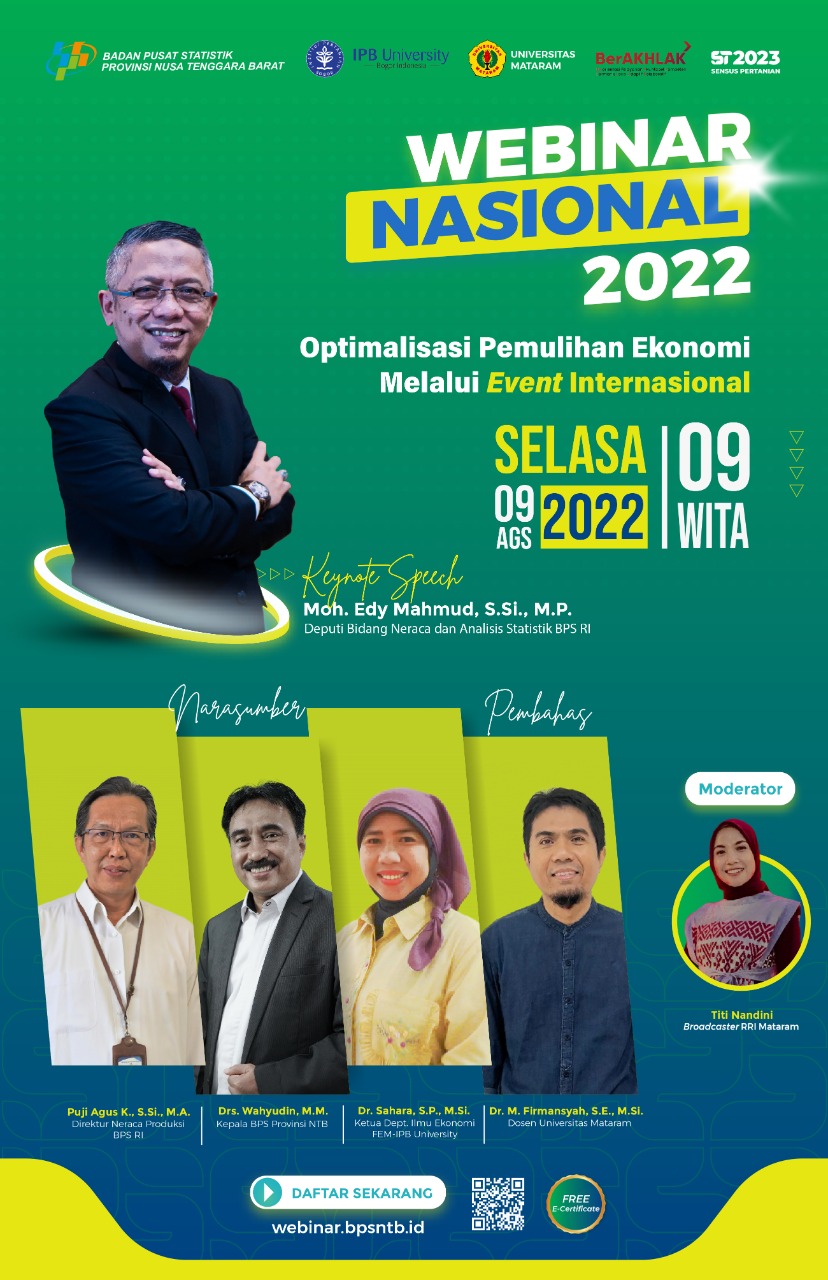 BADAN PUSAT STATISTIK
PROVINSI NUSA TENGGARA BARAT
IPB University
Bogor Indonesia
UNIVERSITAS
MATARAM
BerAKHLAK
ST2023
SENSUS PERTANIAN
WEBINAR
NASIONAL
2022
Optimalisasi Pemulihan Ekonomi
Melalui Event Internasional
SELASA
09
AGS
2022
09
WITA
Keynote Speech
Moh. Edy Mahmud, S.Si., M.P.
Deputi Bidang Neraca dan Analisis Statistik BPS RI
Narasumber
Pembahas
Moderator
Titi Nandini
Broadcaster RRI Mataram
Puji Agus K., S.Si., M.A.
Direktur Neraca Produksi
BPS RI
Drs. Wahyudin, M.M.
Kepala BPS Provinsi NTB
Dr. Sahara, S.P., M.Si.
Ketua Dept. Ilmu Ekonomi
FEM-IPB University
Dr. M. Firmansyah, S.E., M.Si.
Dosen Universitas Mataram
DAFTAR SEKARANG
webinar.bpsntb.id
FREE
E-Certificate